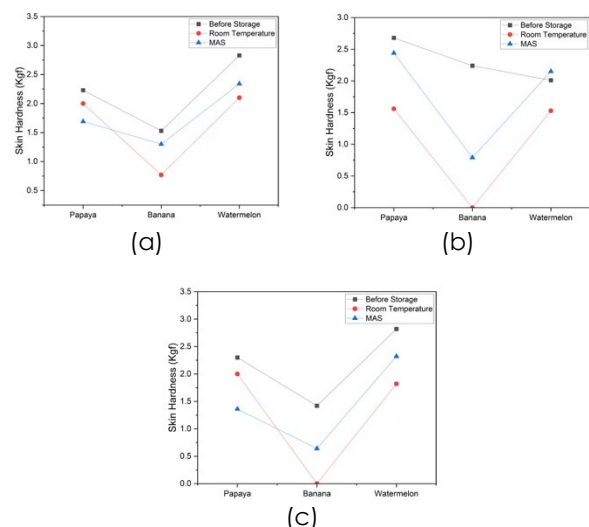 3.5
3.0
2.5
2.0
1.5
1.0
0.5
Skin Hardness (Kgf)
Before Storage
Room Temperature
MAS
Papaya
Banana
Watermelon
(a)
3.0
2.5
2.0
1.5
1.0
0.5
0.0
Skin Hardness (Kgf)
Before Storage
Room Temperature
MAS
Papaya
Banana
Watermelon
(b)
3.5
3.0
2.5
2.0
1.5
1.0
0.5
0.0
Skin Hardness (Kgf)
Before Storage
Room Temperature
MAS
Papaya
Banana
Watermelon
(c)